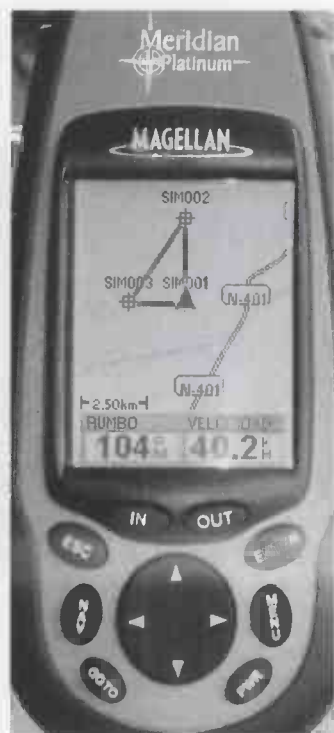 Meridian
Platinum
MAGELLAN
SIM002
SIM003 SIM001
N-401
N-401
2.50km
RUMBO VELOCIDAD
104 40.2
IN OUT
ESC
NAV MENU
GOTO PWR